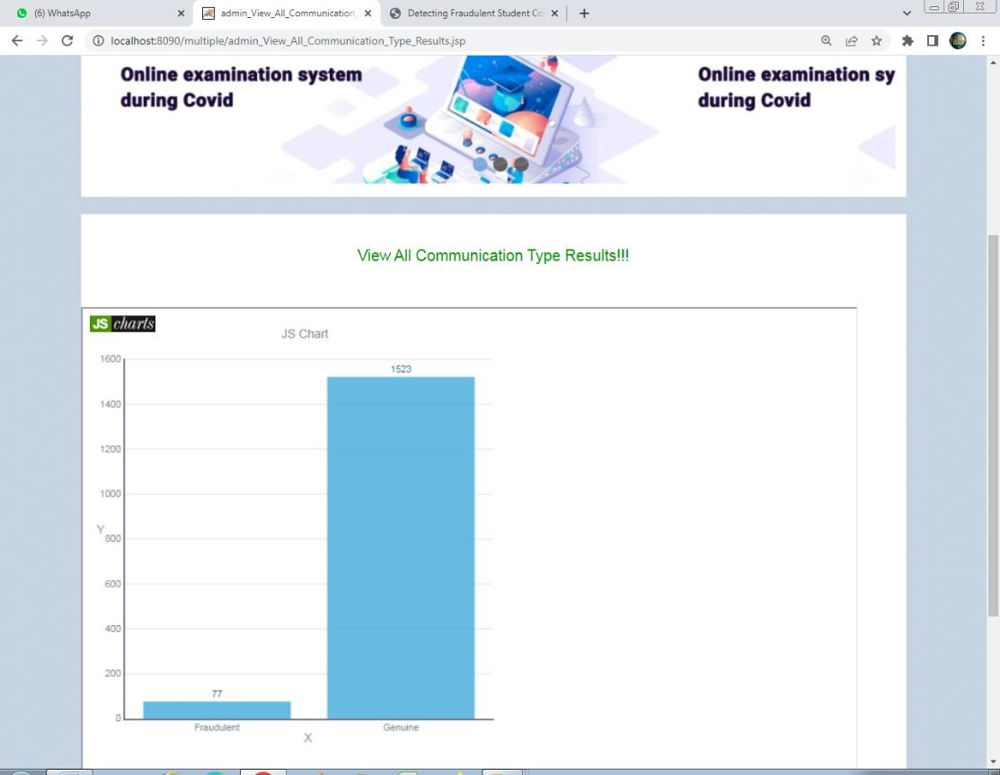 (6) WhatsApp
admin_View_All_Communication_
Detecting Fraudulent Student Co
localhost:8090/multiple/admin_View_All_Communication_Type_Results.jsp
Online examination system
during Covid
Online examination sy
during Covid
View All Communication Type Results!!!
JS charts
JS Chart
1600
1523
1400
1200
1000
Y
800
600
400
200
77
0
Fraudulent
Genuine
X